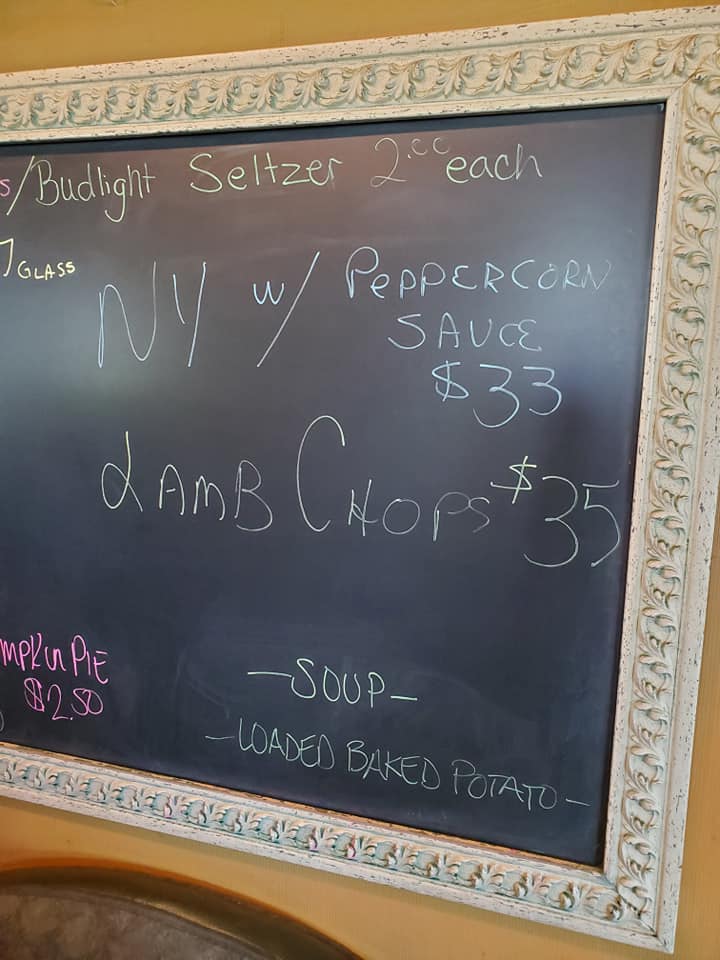 s/Budlight Seltzer 2.00 each
7 GLASS
NY w/ PEPPERCORN
SAUCE
$33
LAMB CHOPS $35
mpkin PIE
$2.50
-SOUP-
-LOADED BAKED POTATO-